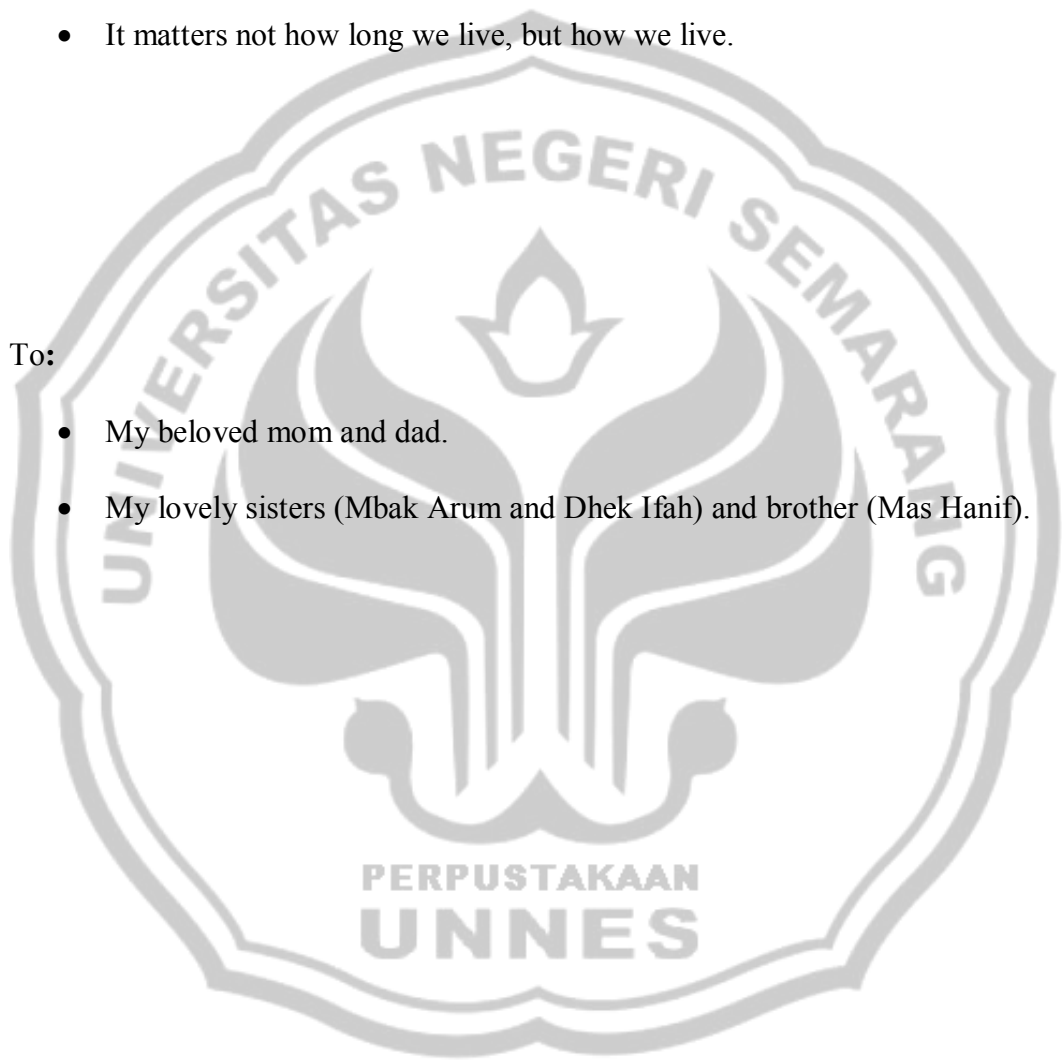 • It matters not how long we live, but how we live.
UNIVERSITAS NEGERI SEMARANG
To:
• My beloved mom and dad.
• My lovely sisters (Mbak Arum and Dhek Ifah) and brother (Mas Hanif).
PERPUSTAKAAN
UNNES